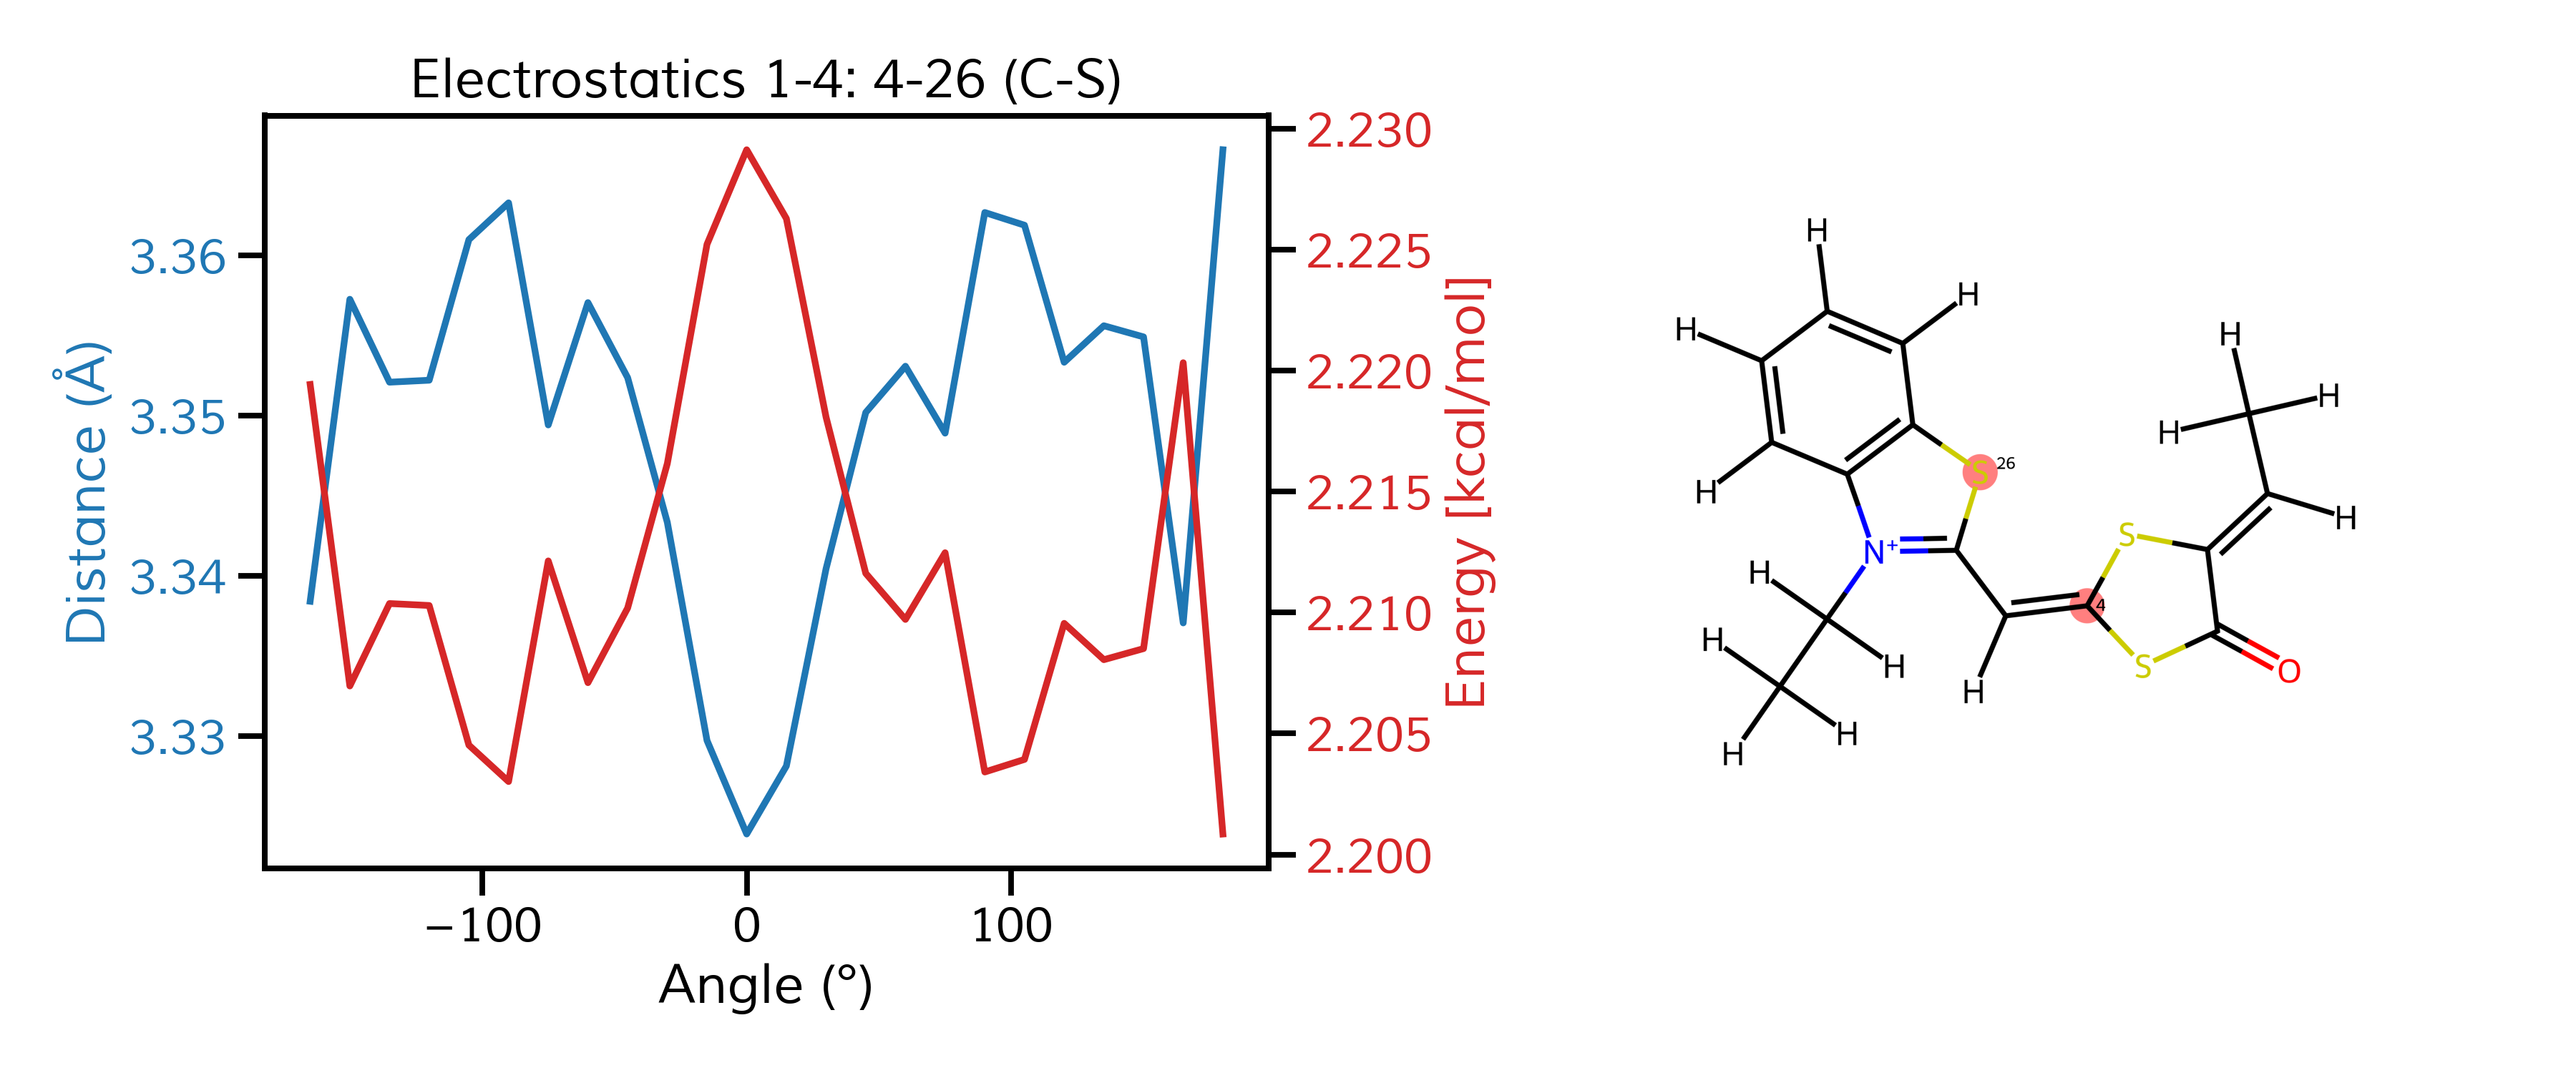 Electrostatics 1-4: 4-26 (C-S)
Distance (Å)
3.36
3.35
3.34
3.33
2.230
2.225
2.220
2.215
2.210
2.205
2.200
Energy [kcal/mol]
−100 0 100
Angle (°)
H
H
H
H
H
H
H
S 26
H
S
H
N+
H
4
H
H
S
O
H
H
H